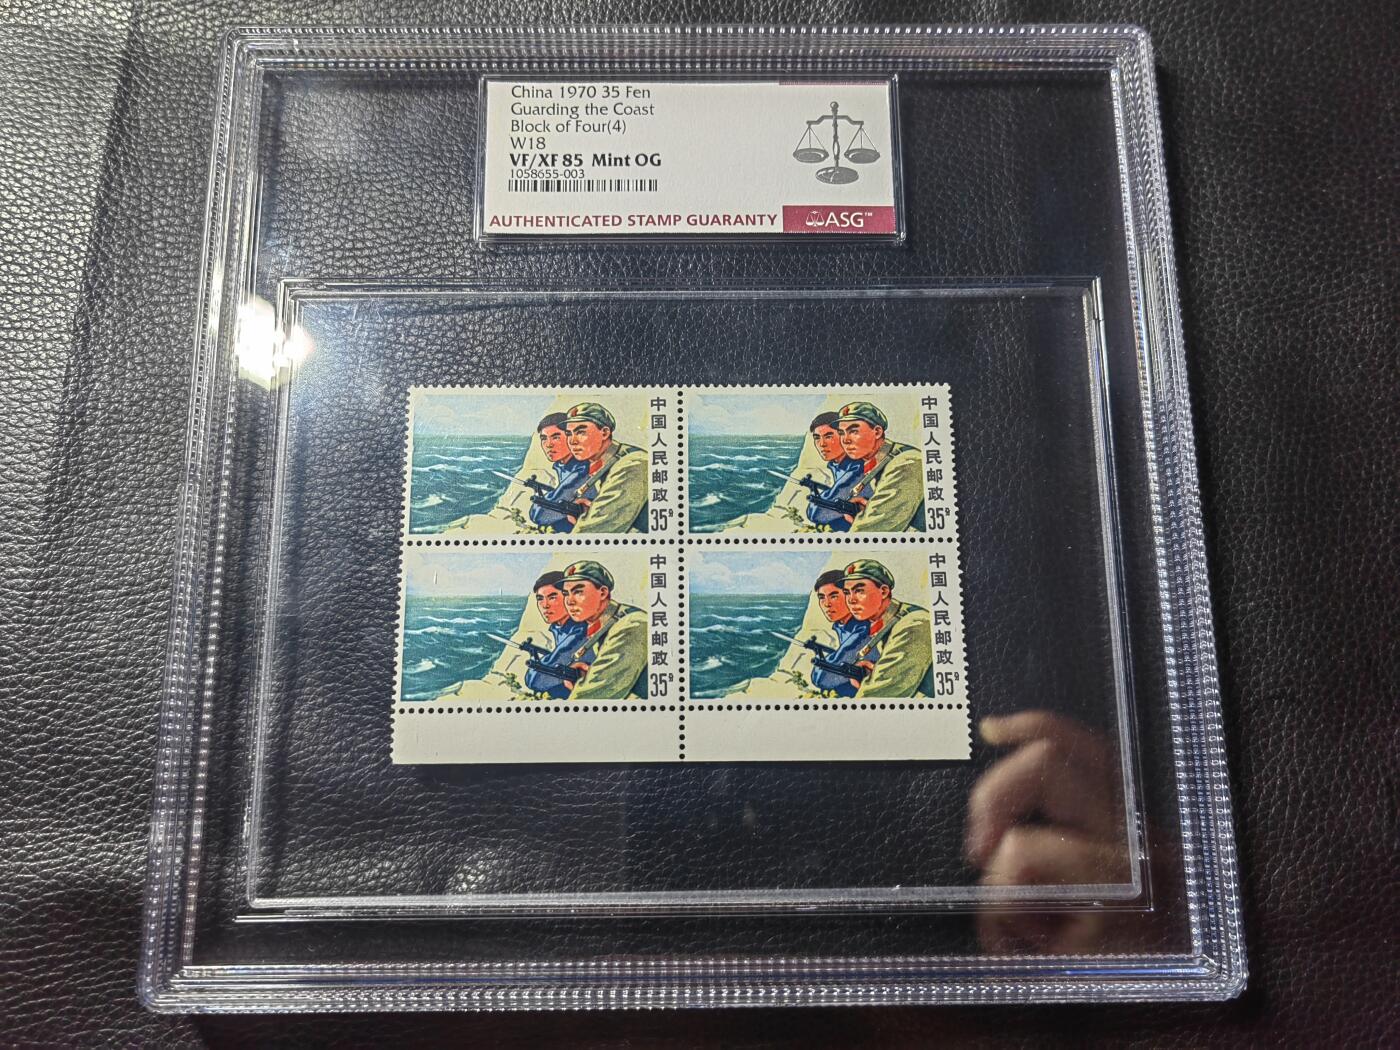 China 1970 35 Fen
Guarding the Coast
Block of Four(4)
W18
VF/XF 85 Mint OG
1058655-003
AUTHENTICATED STAMP GUARANTY
ASG™
中国人民邮政
35分
中国人民邮政
35分
中国人民邮政
35分
中国人民邮政
35分